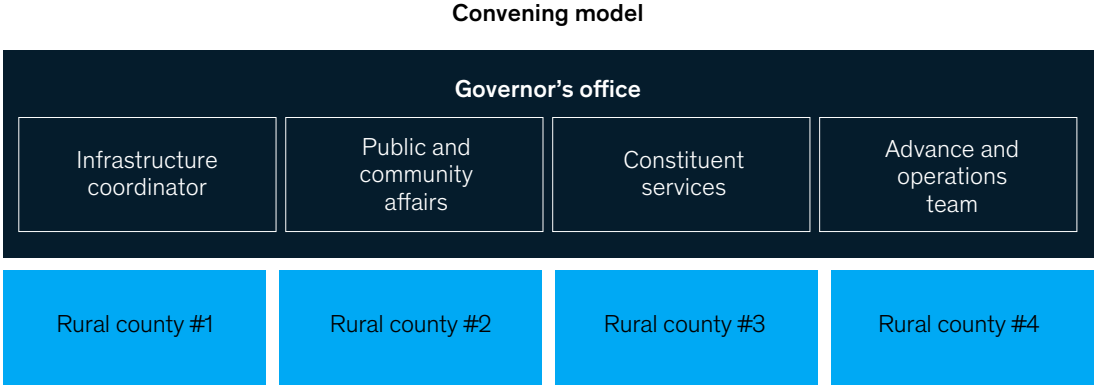 Convening model
Governor’s office
Infrastructure
coordinator
Public and
community
affairs
Constituent
services
Advance and
operations
team
Rural county #1
Rural county #2
Rural county #3
Rural county #4